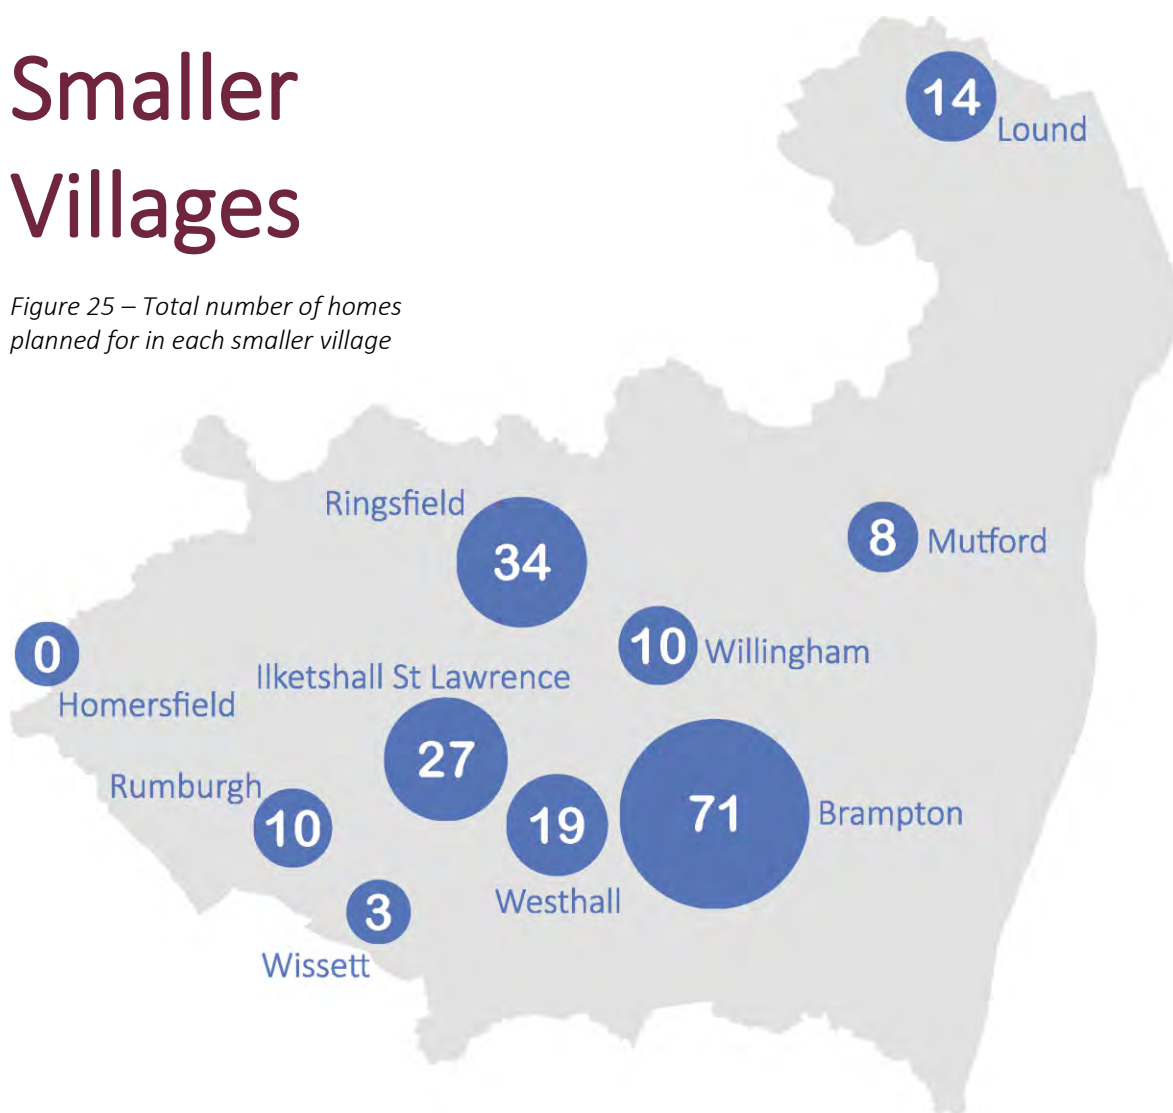 Smaller
Villages
Figure 25 – Total number of homes
planned for in each smaller village
14
Lound
Ringsfield
34
8
Mutford
0
Homersfield
10
Willingham
Ilketshall St Lawrence
27
Rumburgh
10
19
Westhall
71
Brampton
3
Wissett